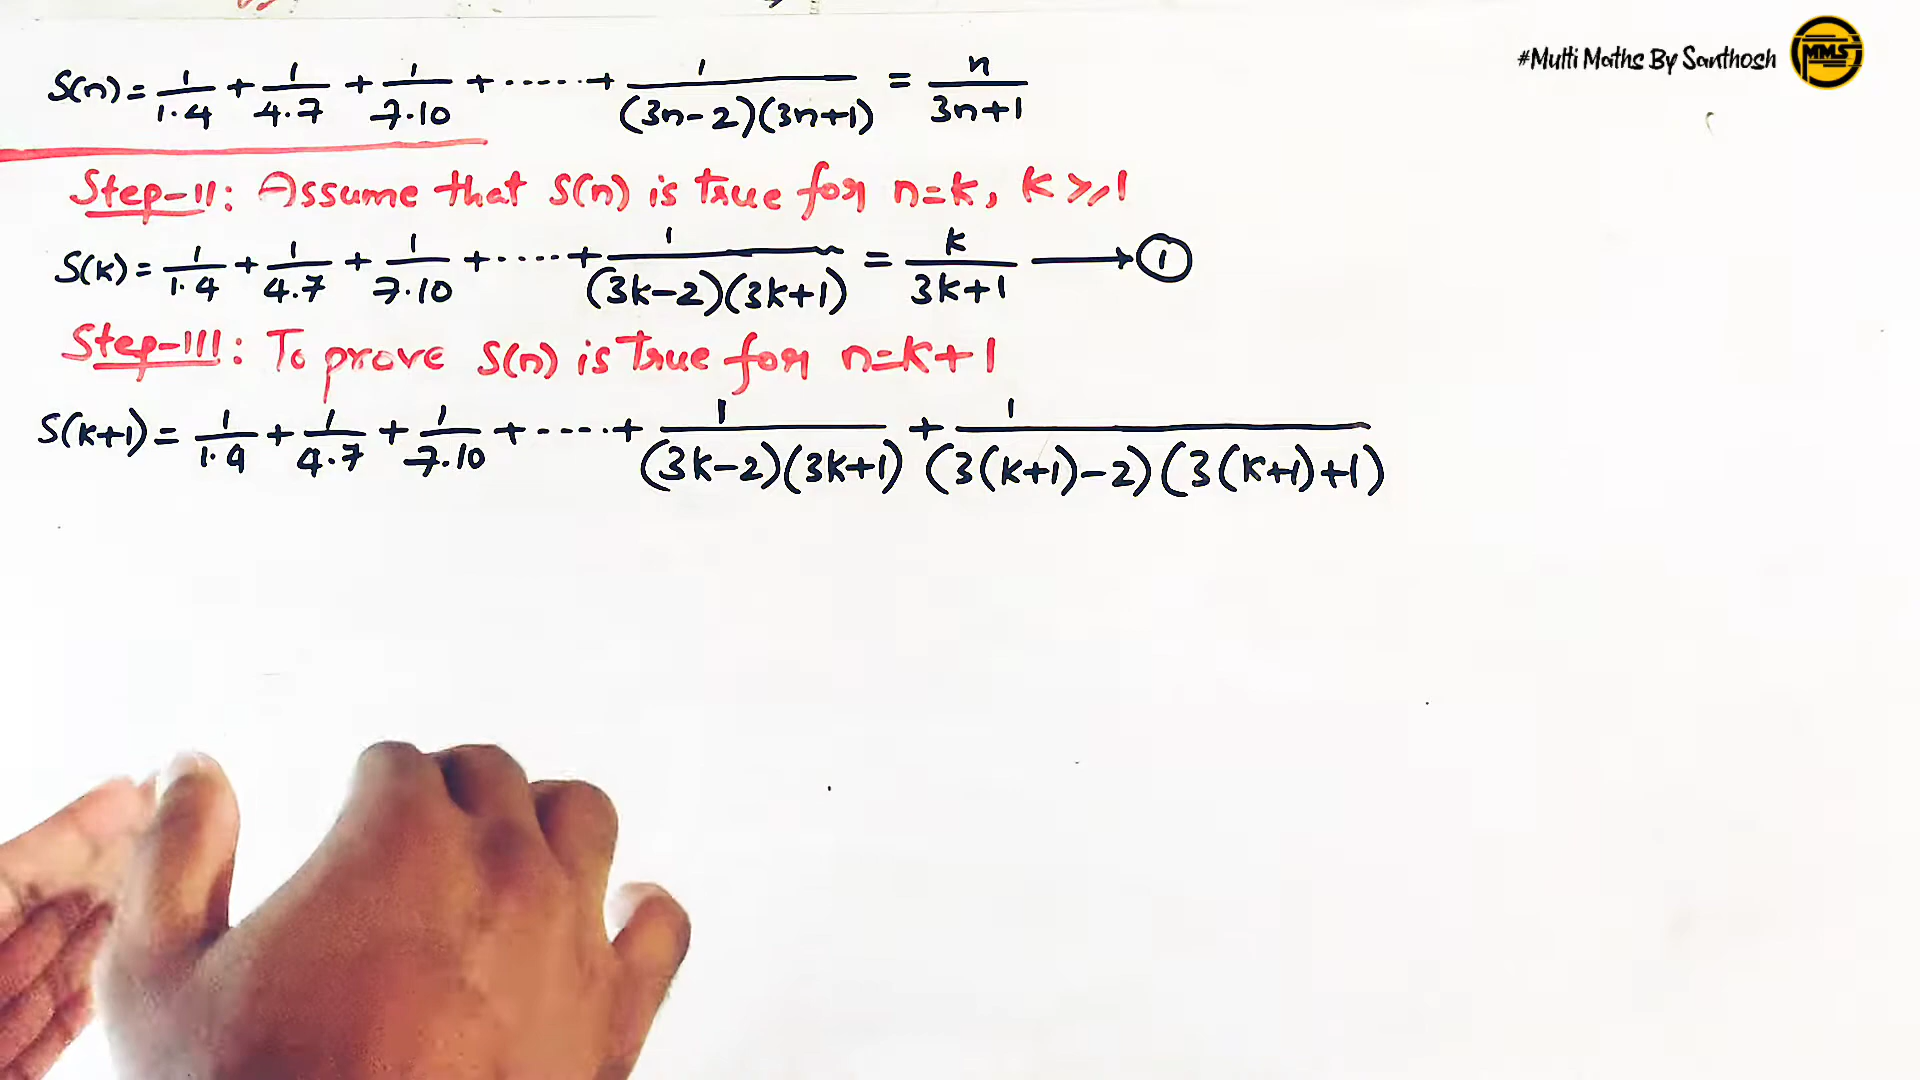 #Multi Maths By Santhosh
MMS
S(n) = 1/1.4 + 1/4.7 + 1/7.10 + ...... + 1/(3n-2)(3n+1) = n/3n+1
Step-II: Assume that S(n) is true for n=k, k ≥ 1
S(k) = 1/1.4 + 1/4.7 + 1/7.10 + ..... + 1/(3k-2)(3k+1) = k/3k+1 → ①
Step-III: To prove S(n) is true for n=k+1
S(k+1) = 1/1.4 + 1/4.7 + 1/7.10 + ..... + 1/(3k-2)(3k+1) + 1/(3(k+1)-2)(3(k+1)+1)